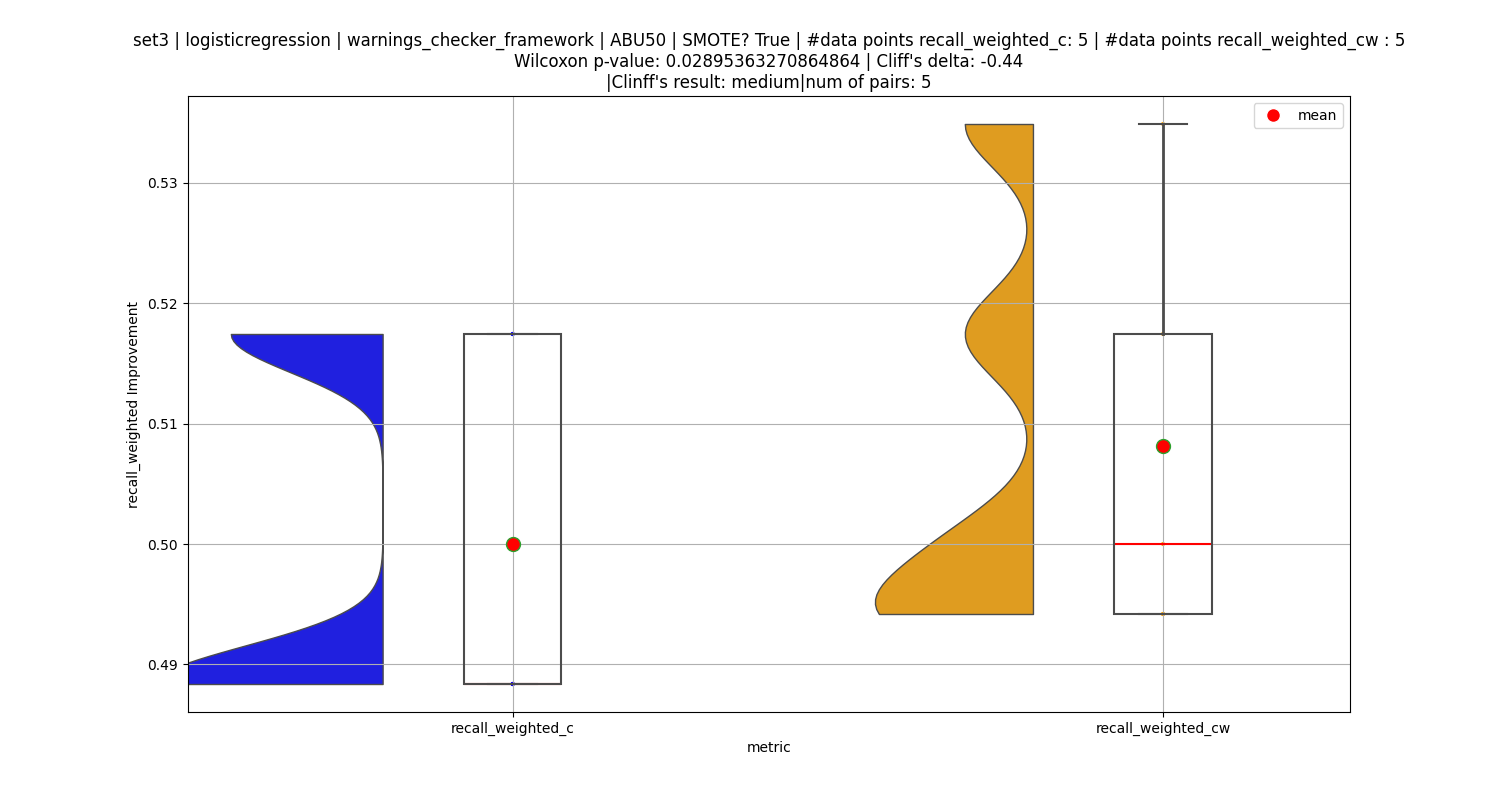 set3 | logisticregression | warnings_checker_framework | ABU50 | SMOTE? True | #data points recall_weighted_c: 5 | #data points recall_weighted_cw : 5
Wilcoxon p-value: 0.02895363270864864 | Cliff's delta: -0.44
|Clinff's result: medium|num of pairs: 5
mean
0.53
0.52
0.51
0.50
0.49
recall_weighted Improvement
recall_weighted_c
recall_weighted_cw
metric